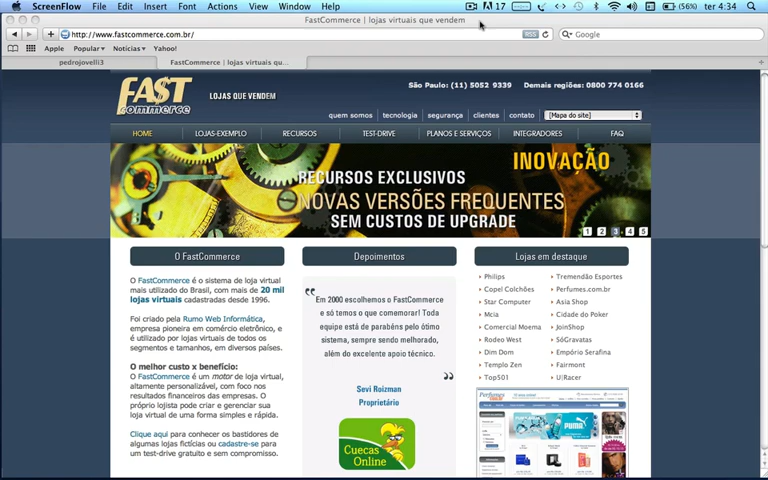 ScreenFlow File Edit Insert Font Actions View Window Help 17 (56%) ter 4:34
FastCommerce | lojas virtuais que vendem
http://www.fastcommerce.com.br/ RSS Google
Apple Popular Notícias Yahoo!
pedrojovelli3 FastCommerce | lojas virtuais qu...
FAST commerce LOJAS QUE VENDEM
São Paulo: (11) 5052 9339 Demais regiões: 0800 774 0166
quem somos tecnologia segurança clientes contato [Mapa do site]
HOME LOJAS-EXEMPLO RECURSOS TEST-DRIVE PLANOS E SERVIÇOS INTEGRADORES FAQ
INOVAÇÃO
RECURSOS EXCLUSIVOS
NOVAS VERSÕES FREQUENTES
SEM CUSTOS DE UPGRADE
1 2 3 4 5
O FastCommerce
O FastCommerce é o sistema de loja virtual
mais utilizado do Brasil, com mais de 20 mil
lojas virtuais cadastradas desde 1996.
Foi criado pela Rumo Web Informática,
empresa pioneira em comércio eletrônico, e
é utilizado por lojas virtuais de todos os
segmentos e tamanhos, em diversos países.
O melhor custo x benefício:
O FastCommerce é um motor de loja virtual,
altamente personalizável, com foco nos
resultados financeiros das empresas. O
próprio lojista pode criar e gerenciar sua
loja virtual de uma forma simples e rápida.
Clique aqui para conhecer os bastidores de
algumas lojas fictícias ou cadastre-se para
um test-drive gratuito e sem compromisso.
Depoimentos
“Em 2000 escolhemos o FastCommerce
e só temos o que comemorar! Toda
equipe está de parabéns pelo ótimo
sistema, sempre sendo melhorado,
além do excelente apoio técnico.
”
Sevi Roizman
Proprietário
Cuecas
Online
Lojas em destaque
Philips
Copel Colchões
Star Computer
Mcia
Comercial Moema
Rodeo West
Dim Dom
Templo Zen
Top501
Tremendão Esportes
Perfumes.com.br
Asia Shop
Cidade do Poker
JoinShop
SóGravatas
Empório Serafina
Fairmont
U|Racer
Perfumes